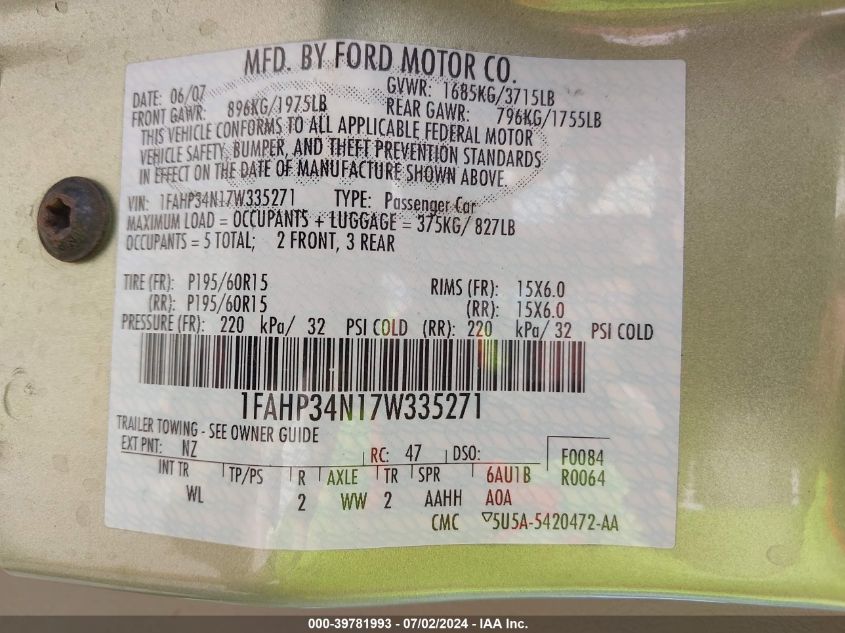 MFD. BY FORD MOTOR CO.
DATE: 06/07 GVWR: 1685KG/3715LB
FRONT GAWR: 896KG/1975LB REAR GAWR: 796KG/1755LB
THIS VEHICLE CONFORMS TO ALL APPLICABLE FEDERAL MOTOR
VEHICLE SAFETY, BUMPER, AND THEFT PREVENTION STANDARDS
IN EFFECT ON THE DATE OF MANUFACTURE SHOWN ABOVE.
VIN: 1FAHP34N17W335271 TYPE: Passenger Car
MAXIMUM LOAD = OCCUPANTS + LUGGAGE = 375KG/ 827LB
OCCUPANTS = 5 TOTAL; 2 FRONT, 3 REAR
TIRE (FR): P195/60R15 RIMS (FR): 15X6.0
(RR): P195/60R15 (RR): 15X6.0
PRESSURE (FR): 220 kPa/ 32 PSI COLD (RR): 220 kPa/ 32 PSI COLD
1FAHP34N17W335271
TRAILER TOWING - SEE OWNER GUIDE
EXT PNT: NZ RC: 47 DSO: F0084
INT TR TP/PS R AXLE TR SPR 6AU1B R0064
WL 2 WW 2 AAHH A0A
CMC ▽5U5A-5420472-AA
000-39781993 - 07/02/2024 - IAA Inc.